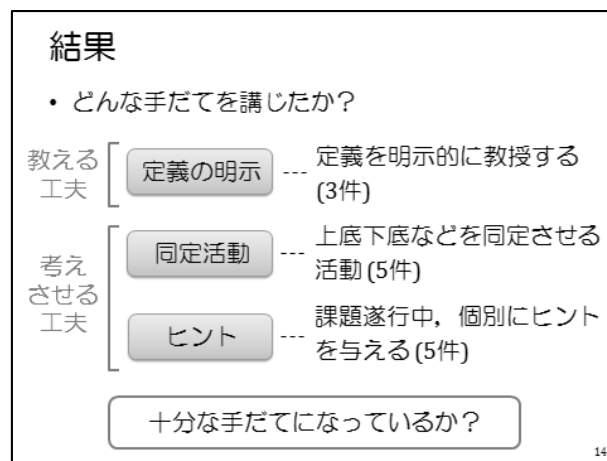 結果
• どんな手だてを講じたか？
教える
工夫
定義の明示
--- 定義を明示的に教授する
(3件)
考え
させる
工夫
同定活動
--- 上底下底などを同定させる
活動(5件)
ヒント
--- 課題遂行中，個別にヒント
を与える(5件)
十分な手だてになっているか？
14